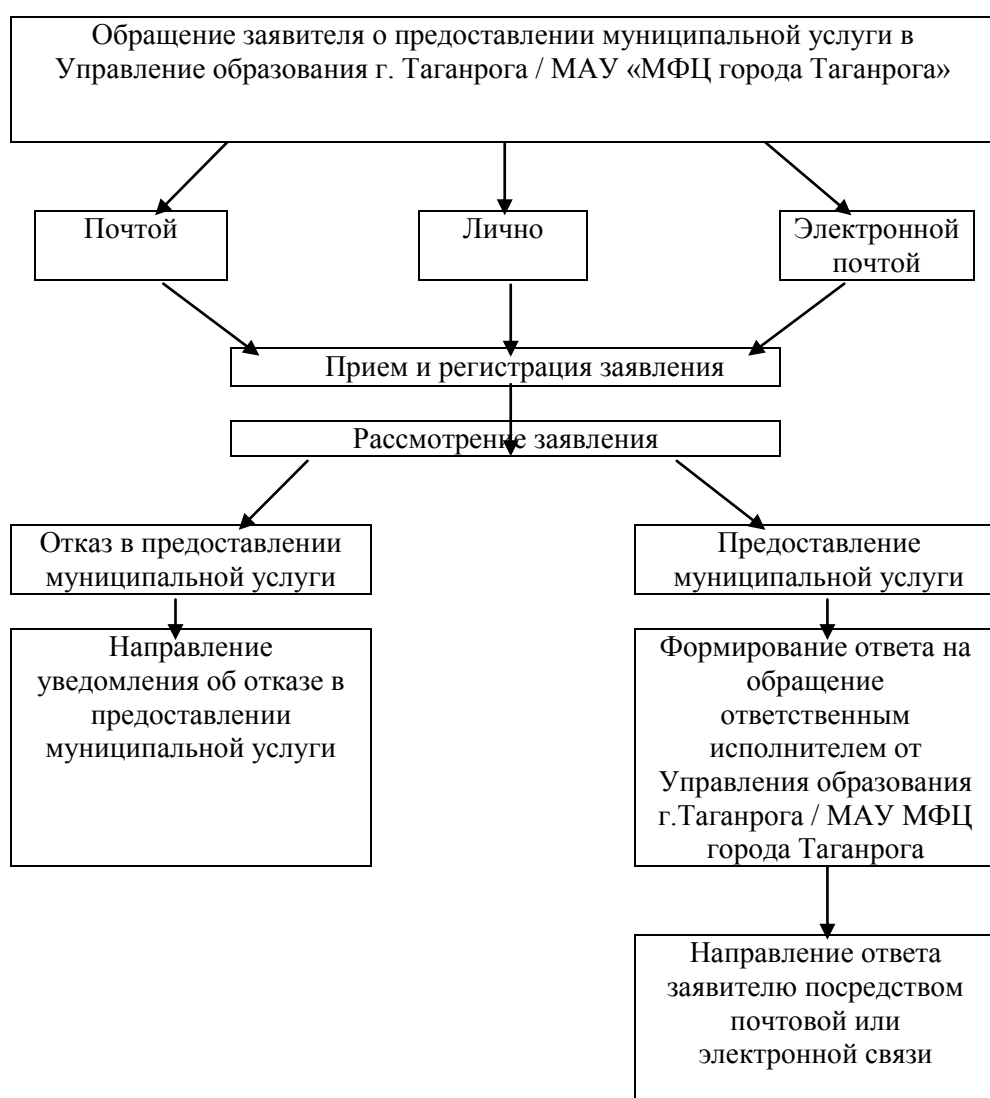 Обращение заявителя о предоставлении муниципальной услуги в
Управление образования г. Таганрога / МАУ «МФЦ города Таганрога»
Почтой
Лично
Электронной
почтой
Прием и регистрация заявления
Рассмотрение заявления
Отказ в предоставлении
муниципальной услуги
Предоставление
муниципальной услуги
Направление
уведомления об отказе в
предоставлении
муниципальной услуги
Формирование ответа на
обращение
ответственным
исполнителем от
Управления образования
г.Таганрога / МАУ МФЦ
города Таганрога
Направление ответа
заявителю посредством
почтовой или
электронной связи